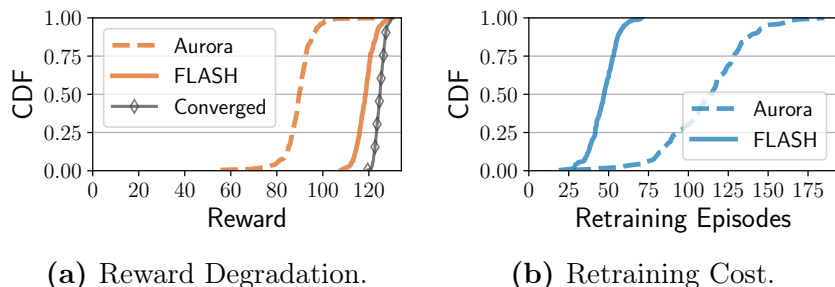 CDF
1.00
0.75
0.50
0.25
0.00
Aurora
FLASH
Converged
0 20 40 60 80 100 120
Reward
(a) Reward Degradation.
CDF
1.00
0.75
0.50
0.25
0.00
Aurora
FLASH
0 25 50 75 100 125 150 175
Retraining Episodes
(b) Retraining Cost.